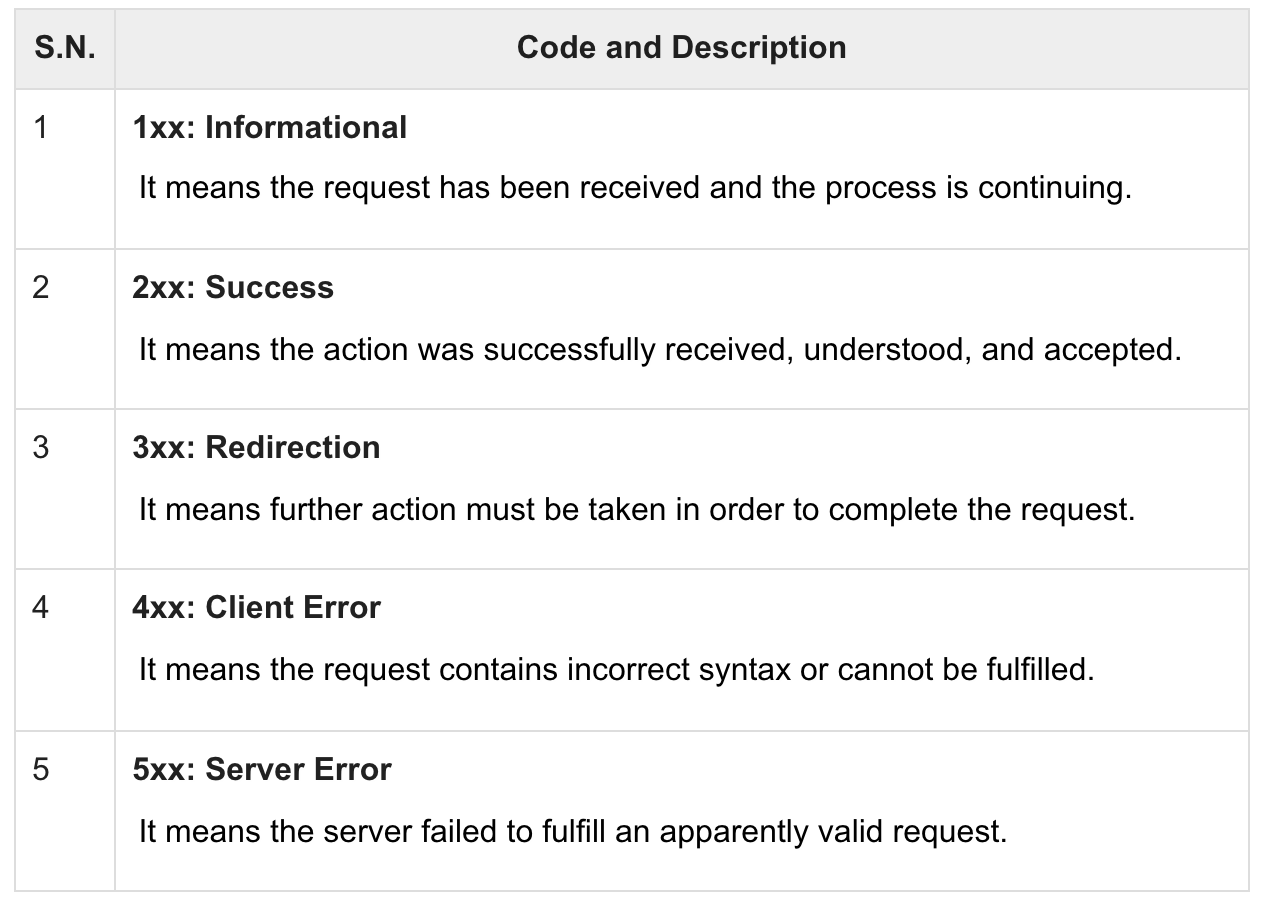 S.N. Code and Description
1 1xx: Informational
It means the request has been received and the process is continuing.
2 2xx: Success
It means the action was successfully received, understood, and accepted.
3 3xx: Redirection
It means further action must be taken in order to complete the request.
4 4xx: Client Error
It means the request contains incorrect syntax or cannot be fulfilled.
5 5xx: Server Error
It means the server failed to fulfill an apparently valid request.